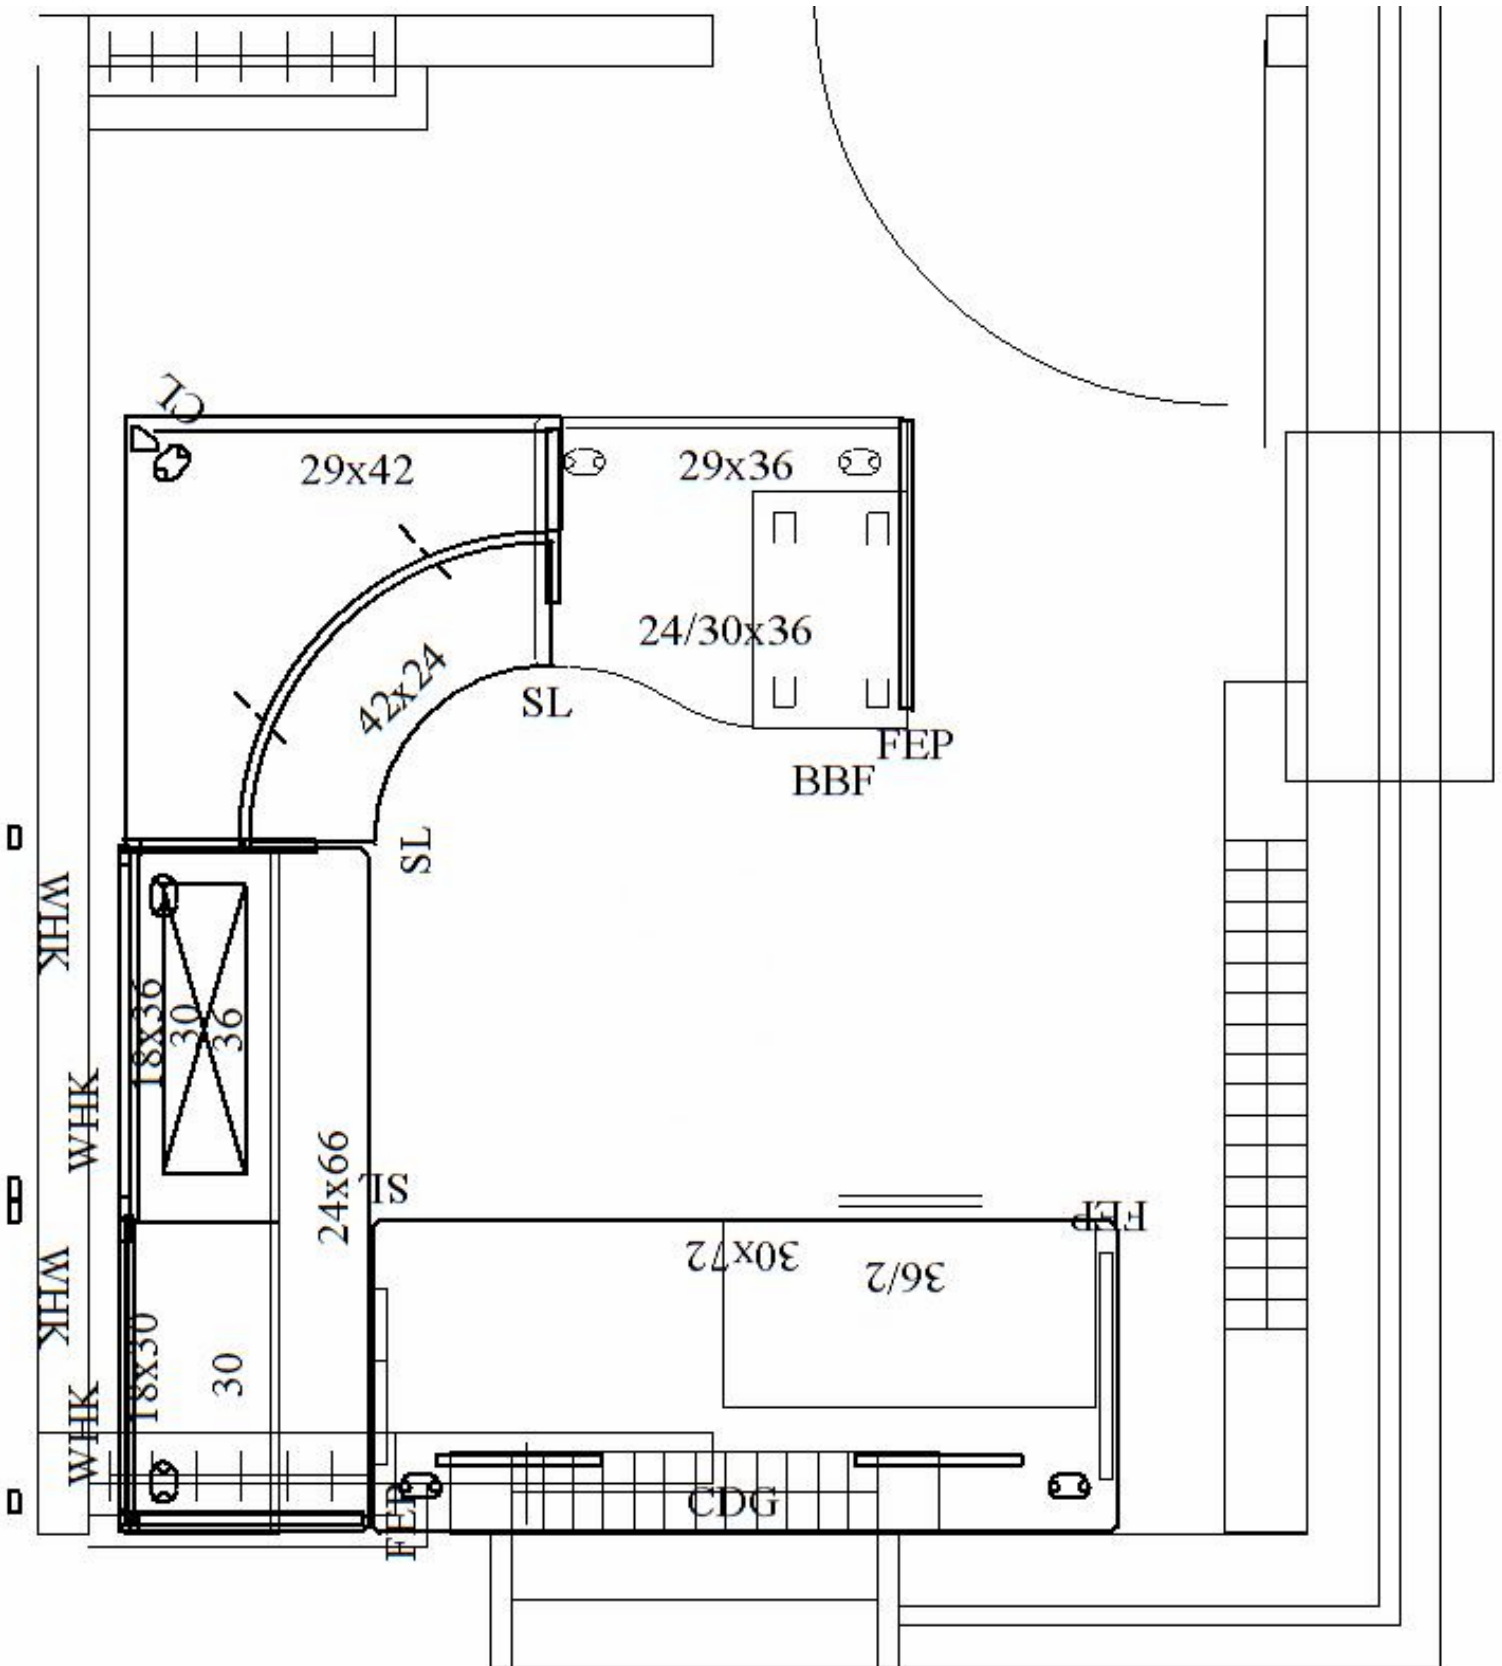 CL
29x42
29x36
24/30x36
42x24
SL
FEP
BBF
SL
WHK
18x36
30
36
WHK
24x66
SL
FEP
30x72
36/2
WHK
18x30
30
WHK
CDG
FEP